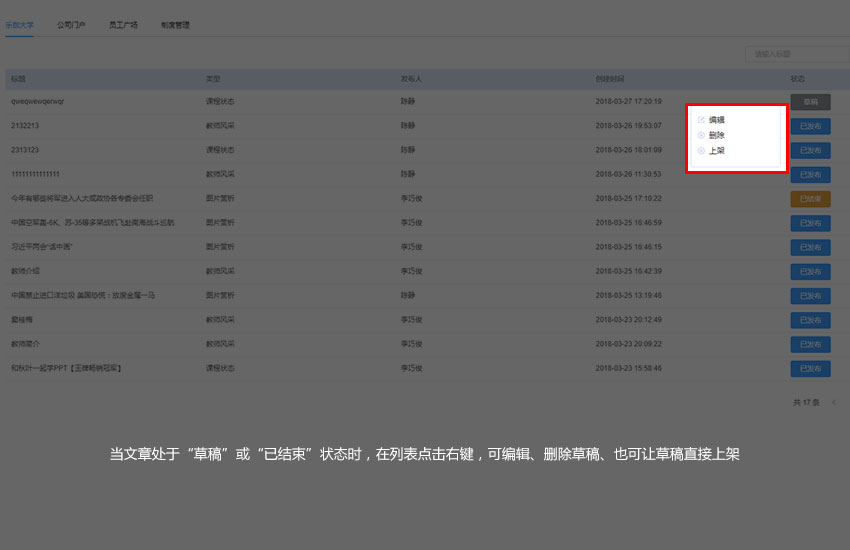 乐创大学 公司门户 员工广场 制度管理
请输入标题
标题 类型 发布人 创建时间 状态
qweqwewqerwqr 课程状态 陈静 2018-03-27 17:20:19 草稿
编辑
2132213 教师风采 陈静 2018-03-26 19:53:07 已发布
删除
2313123 课程状态 陈静 2018-03-26 18:01:09 已发布
上架
11111111111111 教师风采 陈静 2018-03-26 11:30:53 已发布
今年有哪些将军进入人大或政协各专委会任职 图片赏析 李巧俊 2018-03-25 17:18:22 已结束
中国空军轰-6K、苏-35等多架战机飞赴南海战斗巡航 图片赏析 李巧俊 2018-03-25 16:46:59 已发布
习近平两会“话中画” 图片赏析 李巧俊 2018-03-25 16:46:15 已发布
教师介绍 教师风采 李巧俊 2018-03-25 16:42:39 已发布
中国禁止进口洋垃圾 美国恐慌：放废金属一马 图片赏析 陈静 2018-03-25 13:19:46 已发布
教师风采 李巧俊 2018-03-23 20:12:49 已发布
教师简介 教师风采 李巧俊 2018-03-23 20:09:22 已发布
和秋叶一起学PPT【王牌畅销冠军】 课程状态 李巧俊 2018-03-23 15:58:46 已发布
共 17 条
当文章处于“草稿”或“已结束”状态时，在列表点击右键，可编辑、删除草稿、也可让草稿直接上架